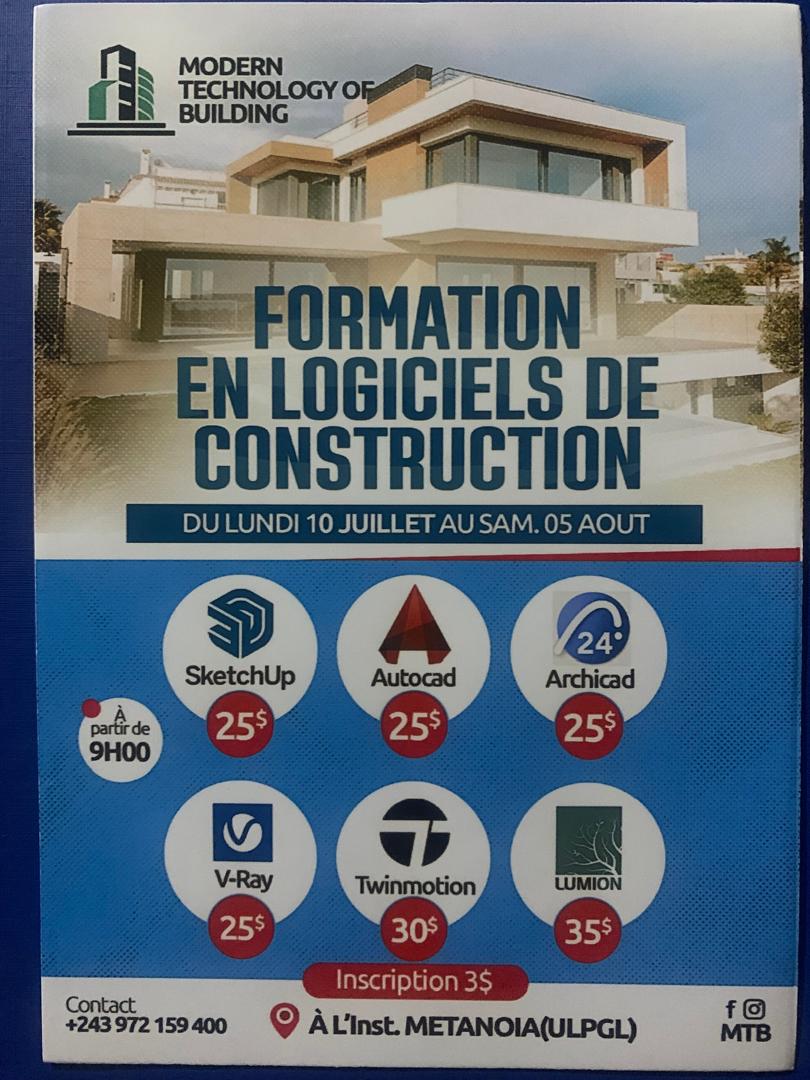 MODERN
TECHNOLOGY OF
BUILDING
FORMATION
EN LOGICIELS DE
CONSTRUCTION
DU LUNDI 10 JUILLET AU SAM. 05 AOUT
SketchUp
25$
Autocad
25$
24
Archicad
25$
À
partir de
9H00
V-Ray
25$
Twinmotion
30$
LUMION
35$
Inscription 3$
Contact
+243 972 159 400
À L'Inst. METANOIA(ULPGL)
MTB